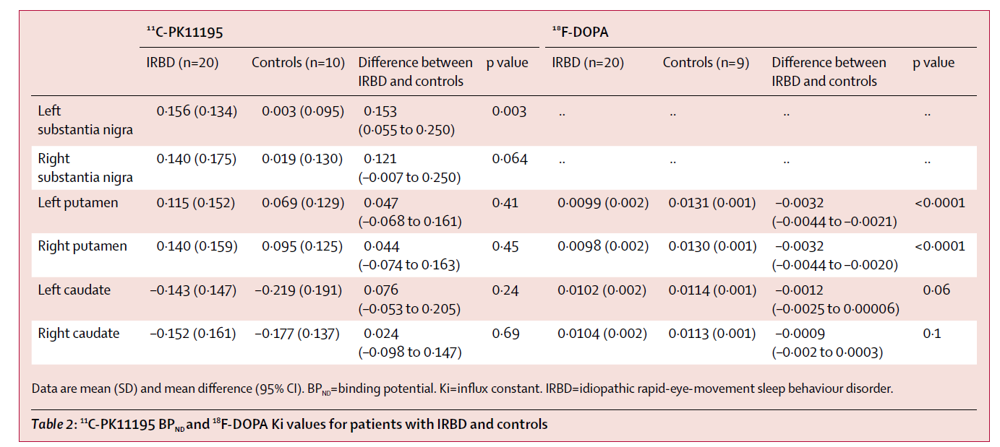 ¹¹C-PK11195 ¹⁸F-DOPA
IRBD (n=20) Controls (n=10) Difference between p value IRBD (n=20) Controls (n=9) Difference between p value
IRBD and controls IRBD and controls
Left 0·156 (0·134) 0·003 (0·095) 0·153 0·003 .. .. .. ..
substantia nigra (0·055 to 0·250)
Right 0·140 (0·175) 0·019 (0·130) 0·121 0·064 .. .. .. ..
substantia nigra (–0·007 to 0·250)
Left putamen 0·115 (0·152) 0·069 (0·129) 0·047 0·41 0·0099 (0·002) 0·0131 (0·001) –0·0032 <0·0001
(–0·068 to 0·161) (–0·0044 to –0·0021)
Right putamen 0·140 (0·159) 0·095 (0·125) 0·044 0·45 0·0098 (0·002) 0·0130 (0·001) –0·0032 <0·0001
(–0·074 to 0·163) (–0·0044 to –0·0020)
Left caudate –0·143 (0·147) –0·219 (0·191) 0·076 0·24 0·0102 (0·002) 0·0114 (0·001) –0·0012 0·06
(–0·053 to 0·205) (–0·0025 to 0·00006)
Right caudate –0·152 (0·161) –0·177 (0·137) 0·024 0·69 0·0104 (0·002) 0·0113 (0·001) –0·0009 0·1
(–0·098 to 0·147) (–0·002 to 0·0003)
Data are mean (SD) and mean difference (95% CI). BP_ND=binding potential. Ki=influx constant. IRBD=idiopathic rapid-eye-movement sleep behaviour disorder.
Table 2: ¹¹C-PK11195 BP_ND and ¹⁸F-DOPA Ki values for patients with IRBD and controls